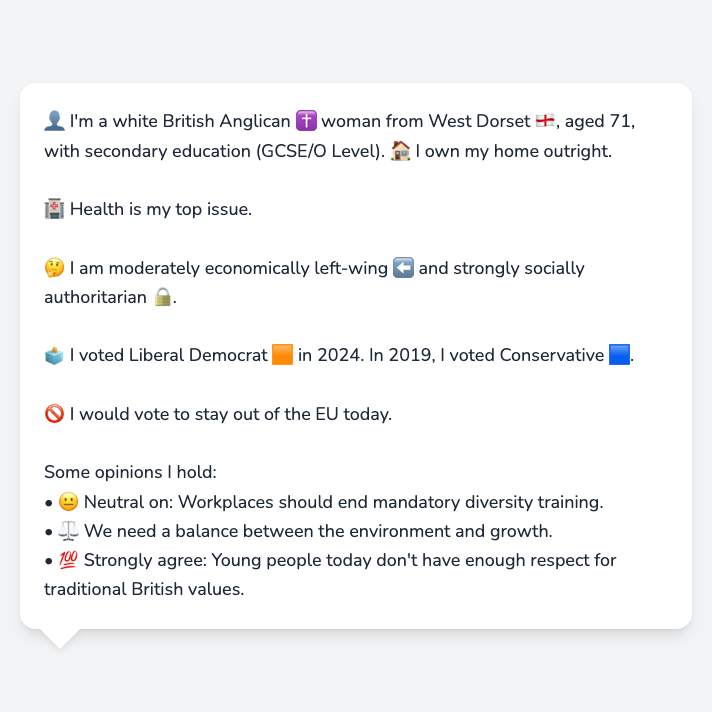 👤 I'm a white British Anglican ✝️ woman from West Dorset 🏴󠁧󠁢󠁥󠁮󠁧󠁿, aged 71,
with secondary education (GCSE/O Level). 🏠 I own my home outright.
🏥 Health is my top issue.
🤔 I am moderately economically left-wing ⬅️ and strongly socially
authoritarian 🔒.
🗳️ I voted Liberal Democrat 🟧 in 2024. In 2019, I voted Conservative 🟦.
🚫 I would vote to stay out of the EU today.
Some opinions I hold:
• 😐 Neutral on: Workplaces should end mandatory diversity training.
• ⚖️ We need a balance between the environment and growth.
• 💯 Strongly agree: Young people today don't have enough respect for
traditional British values.